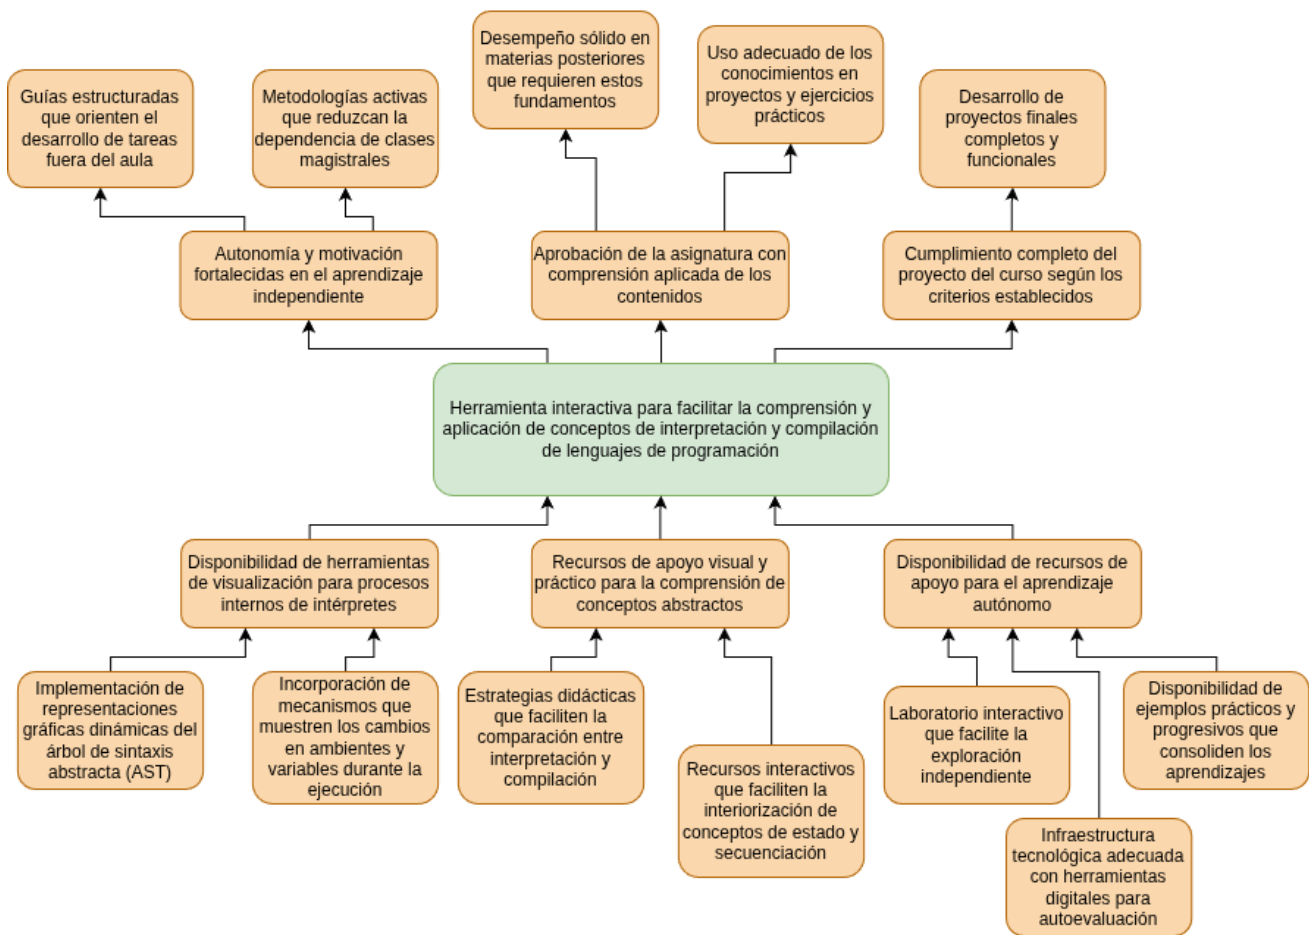 Desempeño sólido en
materias posteriores
que requieren estos
fundamentos
Uso adecuado de los
conocimientos en
proyectos y ejercicios
prácticos
Guías estructuradas
que orienten el
desarrollo de tareas
fuera del aula
Metodologías activas
que reduzcan la
dependencia de clases
magistrales
Desarrollo de
proyectos finales
completos y
funcionales
Autonomía y motivación
fortalecidas en el aprendizaje
independiente
Aprobación de la asignatura con
comprensión aplicada de los
contenidos
Cumplimiento completo del
proyecto del curso según los
criterios establecidos
Herramienta interactiva para facilitar la comprensión y
aplicación de conceptos de interpretación y compilación
de lenguajes de programación
Disponibilidad de herramientas
de visualización para procesos
internos de intérpretes
Recursos de apoyo visual y
práctico para la comprensión de
conceptos abstractos
Disponibilidad de recursos de
apoyo para el aprendizaje
autónomo
Implementación de
representaciones
gráficas dinámicas del
árbol de sintaxis
abstracta (AST)
Incorporación de
mecanismos que
muestren los cambios
en ambientes y
variables durante la
ejecución
Estrategias didácticas
que faciliten la
comparación entre
interpretación y
compilación
Recursos interactivos
que faciliten la
interiorización de
conceptos de estado y
secuenciación
Laboratorio interactivo
que facilite la
exploración
independiente
Infraestructura
tecnológica adecuada
con herramientas
digitales para
autoevaluación
Disponibilidad de
ejemplos prácticos y
progresivos que
consoliden los
aprendizajes